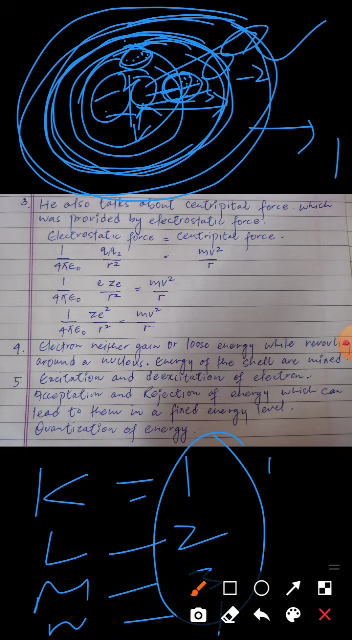 2
1
3. He also talks about centripital force. which
was provided by electrostatic force.
Electrostatic force = Centripital force.
1/4πε₀ q₁q₂/r² = mv²/r
1/4πε₀ e ze/r² = mv²/r
1/4πε₀ ze²/r² = mv²/r
4. Electron neither gain or loose energy while revolv
around a nucleus. Energy of the shell are mixed
5. Excitation and deexcitation of electron.
Acceptation and Rejection of energy which can
lead to them in a fixed energy level.
Quantization of energy.
K = 1
L = 2
M = 3
N =